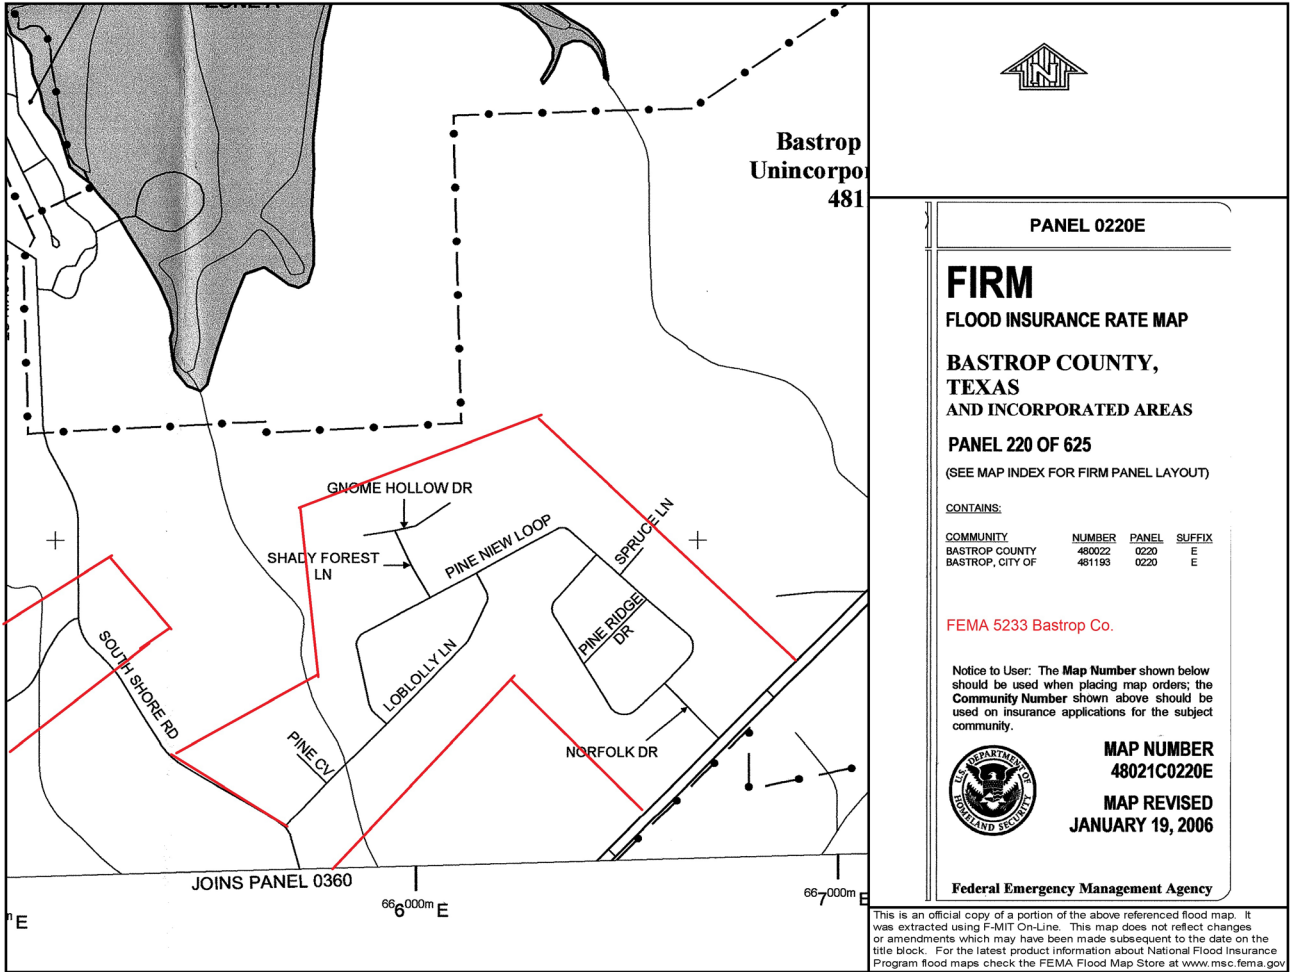 ZONE A
N
Bastrop
Unincorpo
481
GNOME HOLLOW DR
SHADY FOREST
LN
PINE NIEW LOOP
SPRUCE LN
PINE RIDGE
DR
LOBLOLLY LN
SOUTH SHORE RD
PINE CV
NORFOLK DR
JOINS PANEL 0360
E
666000m E
667000m E
PANEL 0220E
FIRM
FLOOD INSURANCE RATE MAP
BASTROP COUNTY,
TEXAS
AND INCORPORATED AREAS
PANEL 220 OF 625
(SEE MAP INDEX FOR FIRM PANEL LAYOUT)
CONTAINS:
COMMUNITY NUMBER PANEL SUFFIX
BASTROP COUNTY 480022 0220 E
BASTROP, CITY OF 481193 0220 E
FEMA 5233 Bastrop Co.
Notice to User: The Map Number shown below
should be used when placing map orders; the
Community Number shown above should be
used on insurance applications for the subject
community.
U.S. DEPARTMENT OF
HOMELAND SECURITY
MAP NUMBER
48021C0220E
MAP REVISED
JANUARY 19, 2006
Federal Emergency Management Agency
This is an official copy of a portion of the above referenced flood map. It
was extracted using F-MIT On-Line. This map does not reflect changes
or amendments which may have been made subsequent to the date on the
title block. For the latest product information about National Flood Insurance
Program flood maps check the FEMA Flood Map Store at www.msc.fema.gov